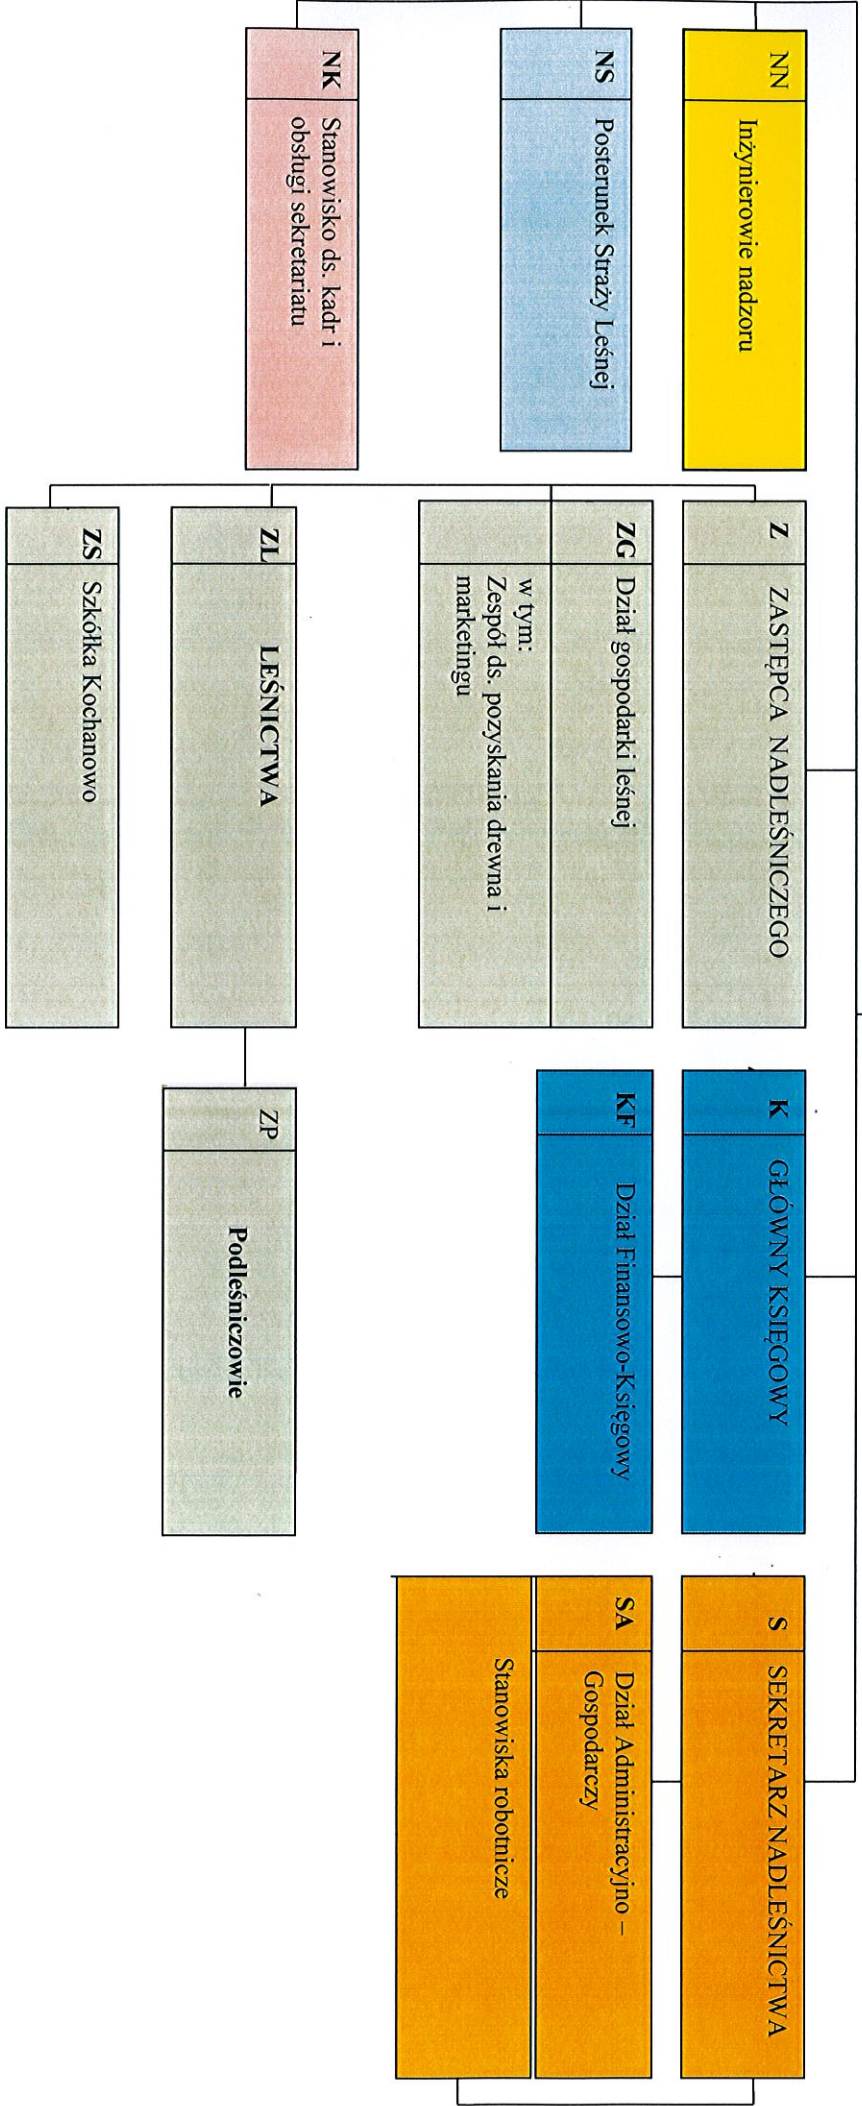 NN Inżynierowie nadzoru
NS Posterunek Straży Leśnej
NK Stanowisko ds. kadr i
obsługi sekretariatu
Z ZASTĘPCA NADLEŚNICZEGO
ZG Dział gospodarki leśnej
w tym:
Zespół ds. pozyskania drewna i
marketingu
ZL LEŚNICTWA
ZS Szkółka Kochanowo
ZP Podleśniczowie
K GŁÓWNY KSIĘGOWY
KF Dział Finansowo-Księgowy
S SEKRETARZ NADLEŚNICTWA
SA Dział Administracyjno –
Gospodarczy
Stanowiska robotnicze